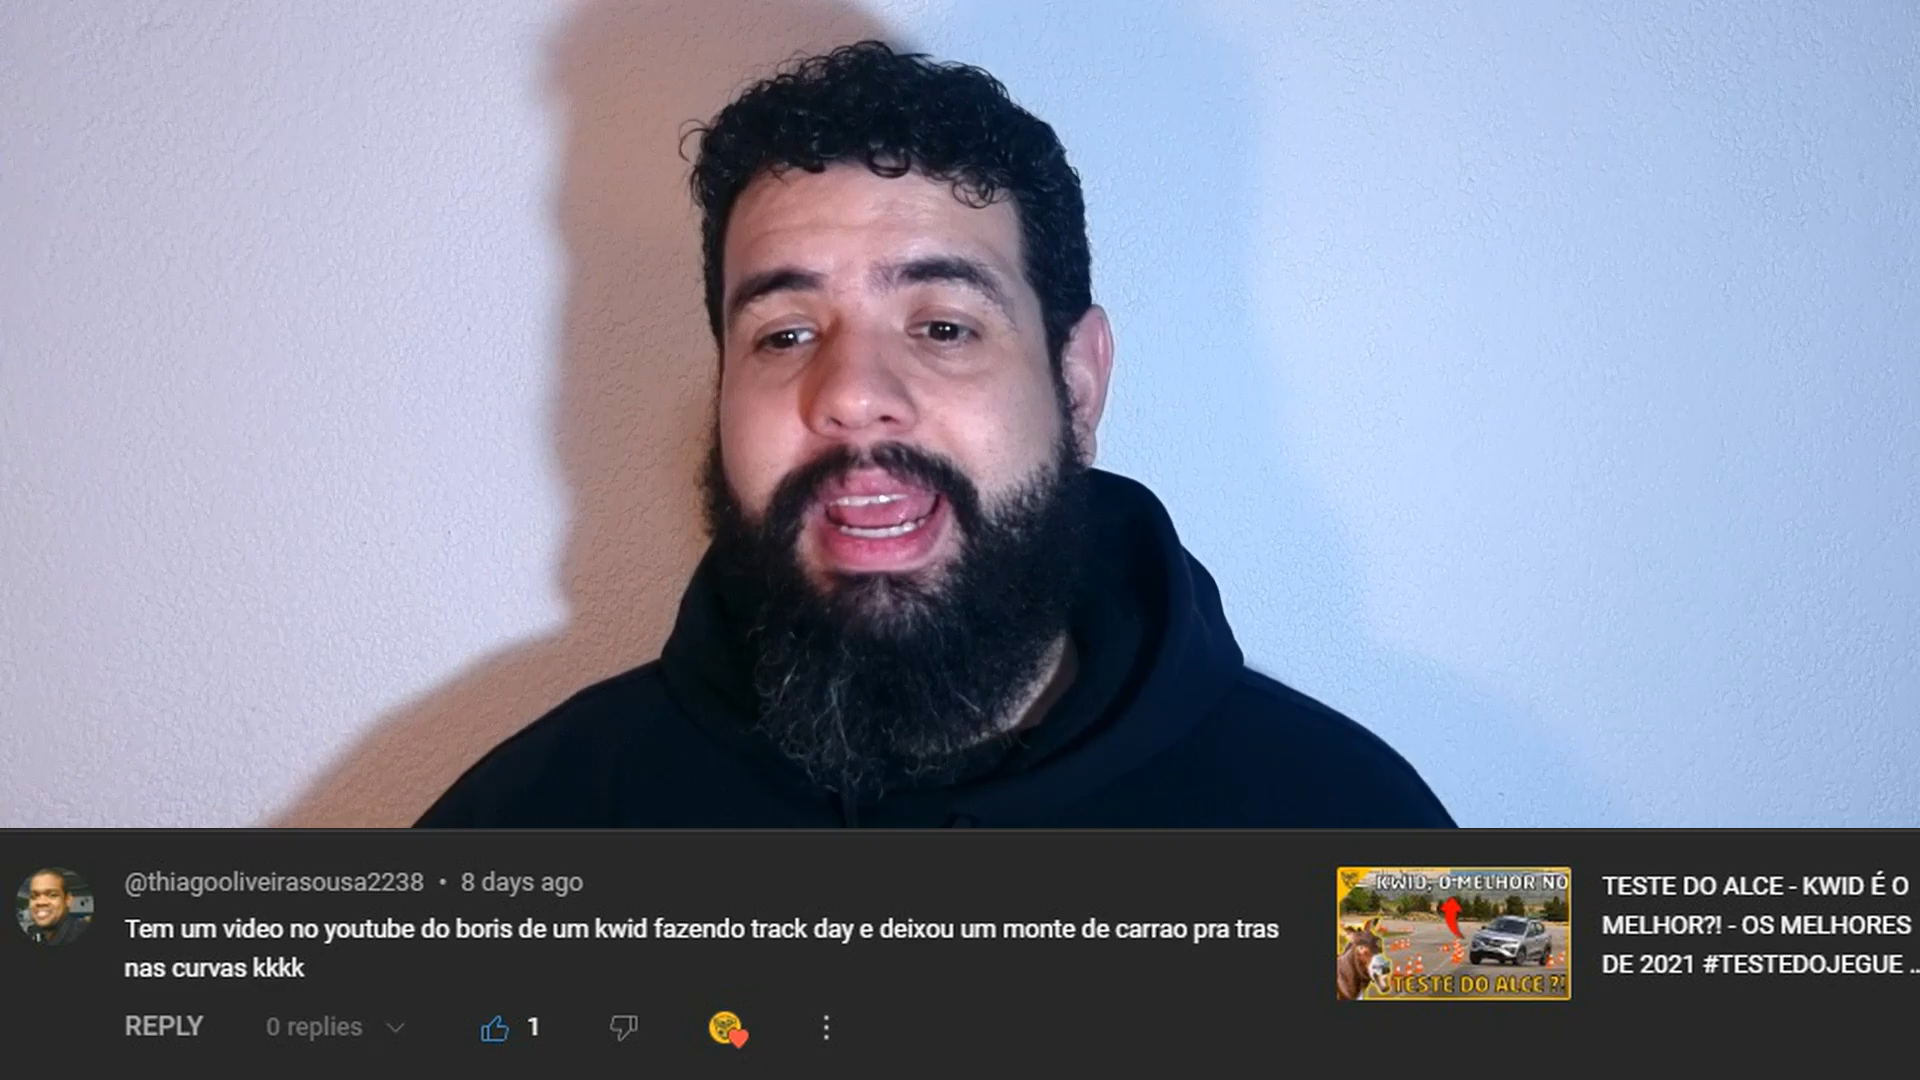 @thiagooliveirasousa2238 • 8 days ago
Tem um video no youtube do boris de um kwid fazendo track day e deixou um monte de carrao pra tras
nas curvas kkkk
REPLY 0 replies 1
KWID, O MELHOR NO
TESTE DO ALCE ?!
TESTE DO ALCE - KWID É O
MELHOR?! - OS MELHORES
DE 2021 #TESTEDOJEGUE ...